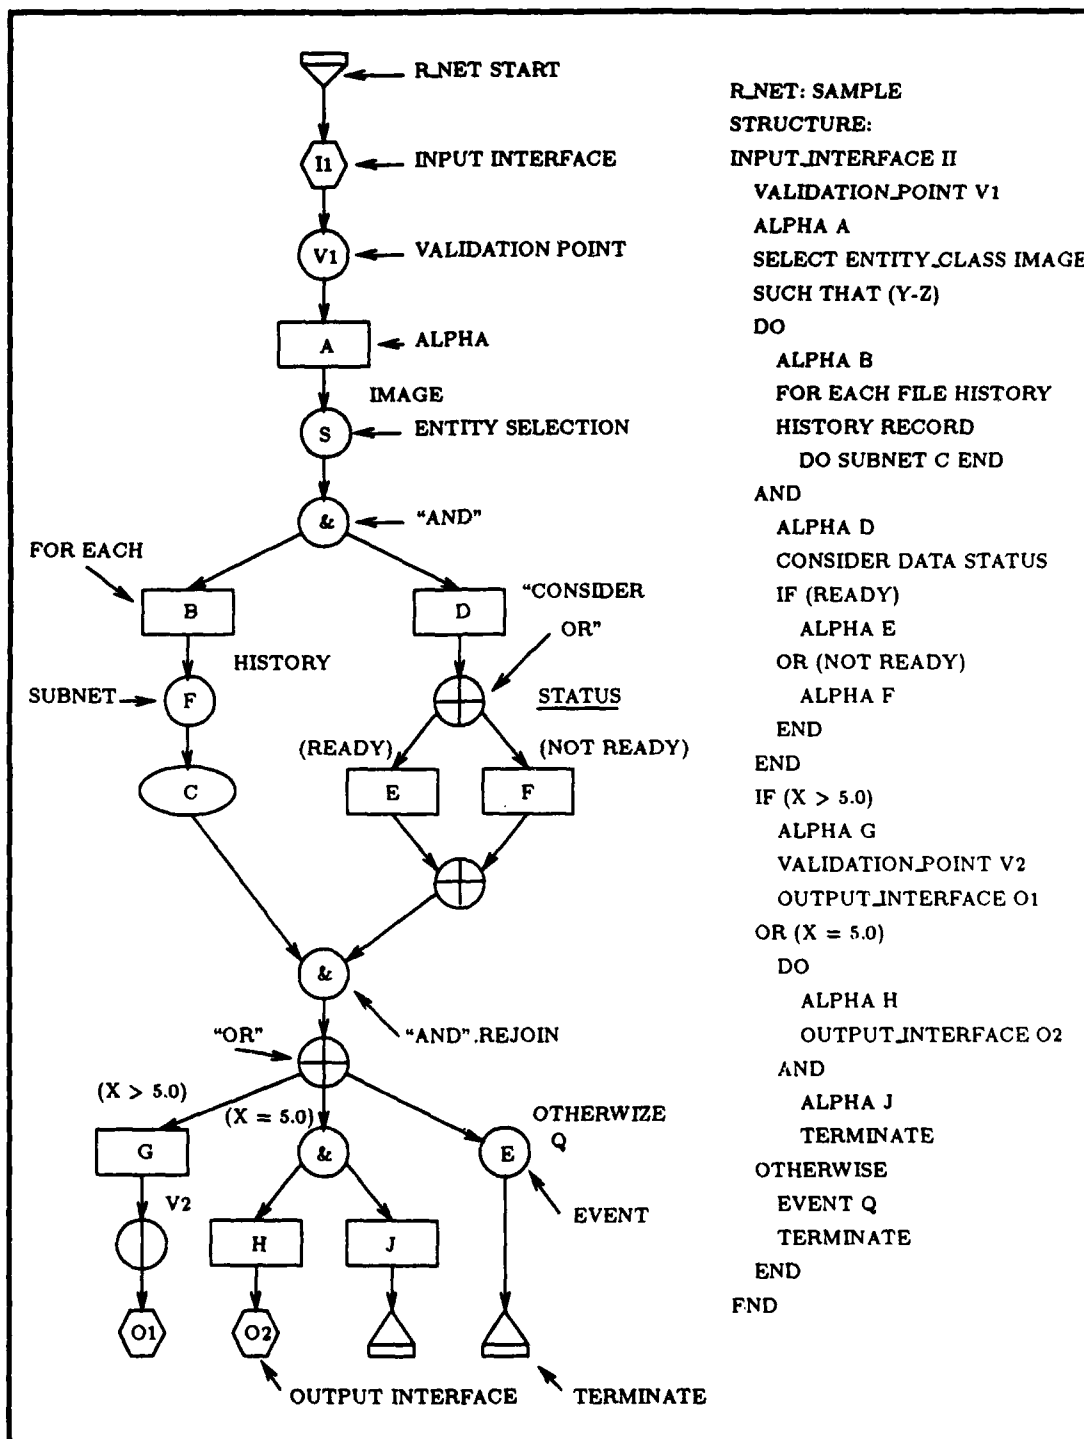 R_NET START
I1
INPUT INTERFACE
V1
VALIDATION POINT
A
ALPHA
IMAGE
S
ENTITY SELECTION
&
"AND"
FOR EACH
B
D
"CONSIDER
OR"
HISTORY
SUBNET
F
STATUS
(READY)
(NOT READY)
C
E
F
&
"AND".REJOIN
"OR"
(X > 5.0)
(X = 5.0)
OTHERWIZE
Q
G
&
E
V2
EVENT
H
J
O1
O2
OUTPUT INTERFACE
TERMINATE
R_NET: SAMPLE
STRUCTURE:
INPUT_INTERFACE II
VALIDATION_POINT V1
ALPHA A
SELECT ENTITY_CLASS IMAGE
SUCH THAT (Y-Z)
DO
ALPHA B
FOR EACH FILE HISTORY
HISTORY RECORD
DO SUBNET C END
AND
ALPHA D
CONSIDER DATA STATUS
IF (READY)
ALPHA E
OR (NOT READY)
ALPHA F
END
END
IF (X > 5.0)
ALPHA G
VALIDATION_POINT V2
OUTPUT_INTERFACE O1
OR (X = 5.0)
DO
ALPHA H
OUTPUT_INTERFACE O2
AND
ALPHA J
TERMINATE
OTHERWISE
EVENT Q
TERMINATE
END
END